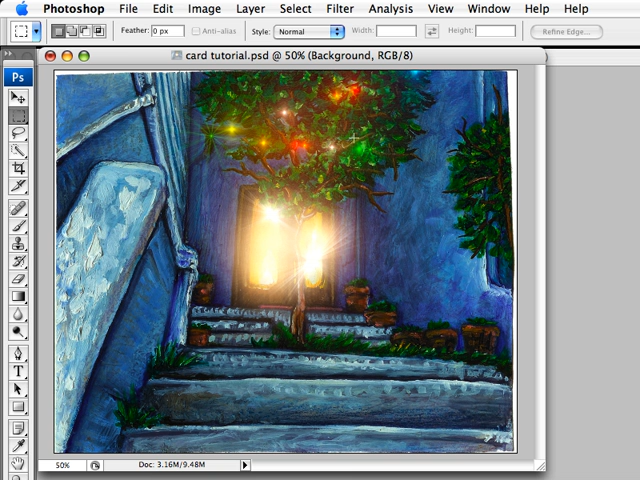 Photoshop File Edit Image Layer Select Filter Analysis View Window Help Help
Feather: 0 px Anti-alias Style: Normal Width: Height: Refine Edge...
card tutorial.psd @ 50% (Background, RGB/8)
Ps
T
50% Doc: 3.16M/9.48M